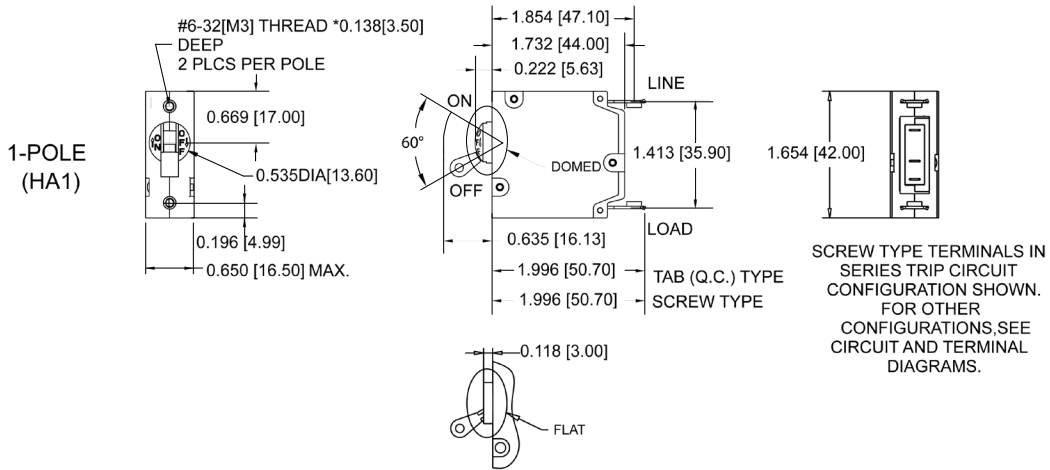 #6-32[M3] THREAD *0.138[3.50]
DEEP
2 PLCS PER POLE
1-POLE
(HA1)
0.669 [17.00]
ON
OFF
0.535DIA[13.60]
0.196 [4.99]
0.650 [16.50] MAX.
1.854 [47.10]
1.732 [44.00]
0.222 [5.63]
LINE
ON
60°
OFF
DOMED
1.413 [35.90]
LOAD
0.635 [16.13]
1.996 [50.70]
TAB (Q.C.) TYPE
1.996 [50.70]
SCREW TYPE
0.118 [3.00]
FLAT
1.654 [42.00]
SCREW TYPE TERMINALS IN
SERIES TRIP CIRCUIT
CONFIGURATION SHOWN.
FOR OTHER
CONFIGURATIONS,SEE
CIRCUIT AND TERMINAL
DIAGRAMS.